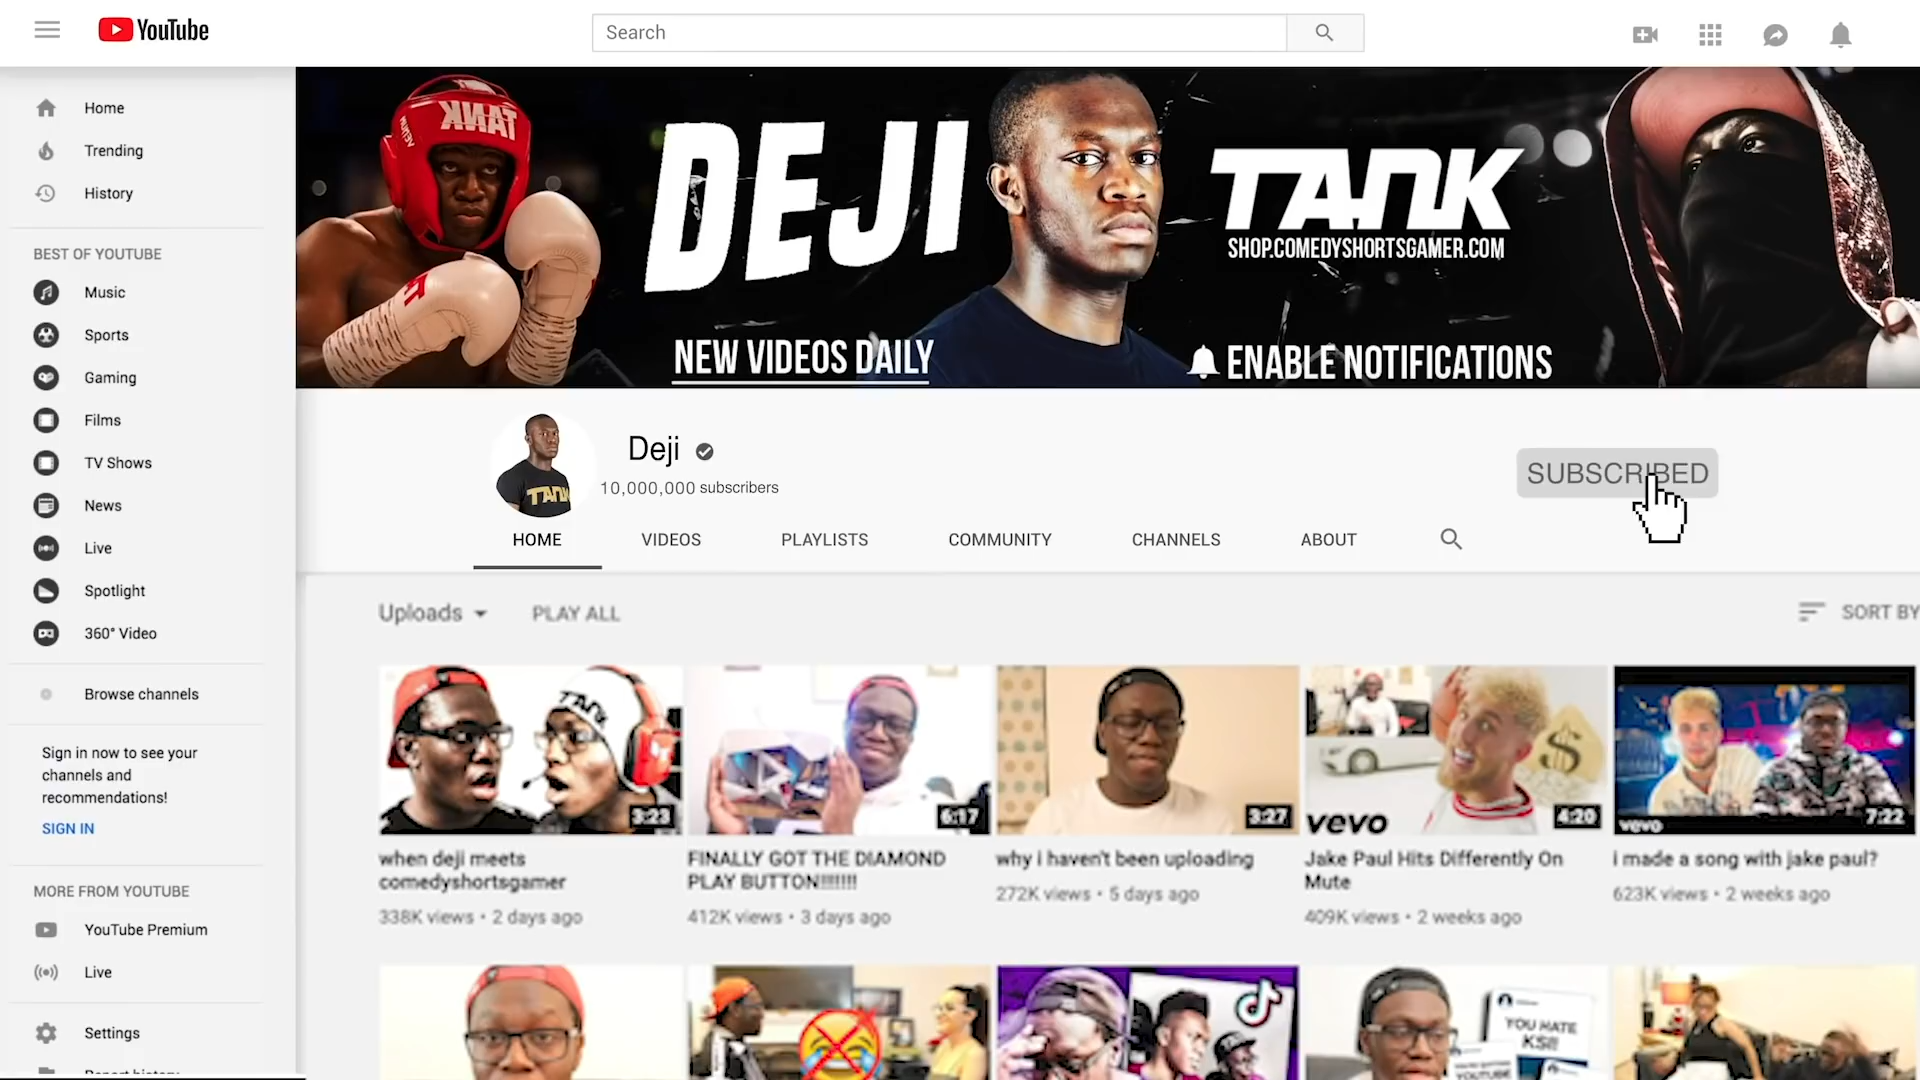 YouTube
Search
Home
Trending
History
BEST OF YOUTUBE
Music
Sports
Gaming
Films
TV Shows
News
Live
Spotlight
360° Video
Browse channels
Sign in now to see your
channels and
recommendations!
SIGN IN
MORE FROM YOUTUBE
YouTube Premium
Live
Settings
Report history
TANK
DEJI
TANK
SHOP.COMEDYSHORTSGAMER.COM
NEW VIDEOS DAILY
ENABLE NOTIFICATIONS
TANK
Deji
10,000,000 subscribers
SUBSCRIBED
HOME
VIDEOS
PLAYLISTS
COMMUNITY
CHANNELS
ABOUT
Uploads
PLAY ALL
SORT BY
TANK
3:23
when deji meets
comedyshortsgamer
338K views • 2 days ago
6:17
FINALLY GOT THE DIAMOND
PLAY BUTTON!!!!!!!
412K views • 3 days ago
3:27
why i haven't been uploading
272K views • 5 days ago
vevo
4:20
Jake Paul Hits Differently On
Mute
409K views • 2 weeks ago
vevo
7:22
i made a song with jake paul?
623K views • 2 weeks ago
YOU HATE
KSI!